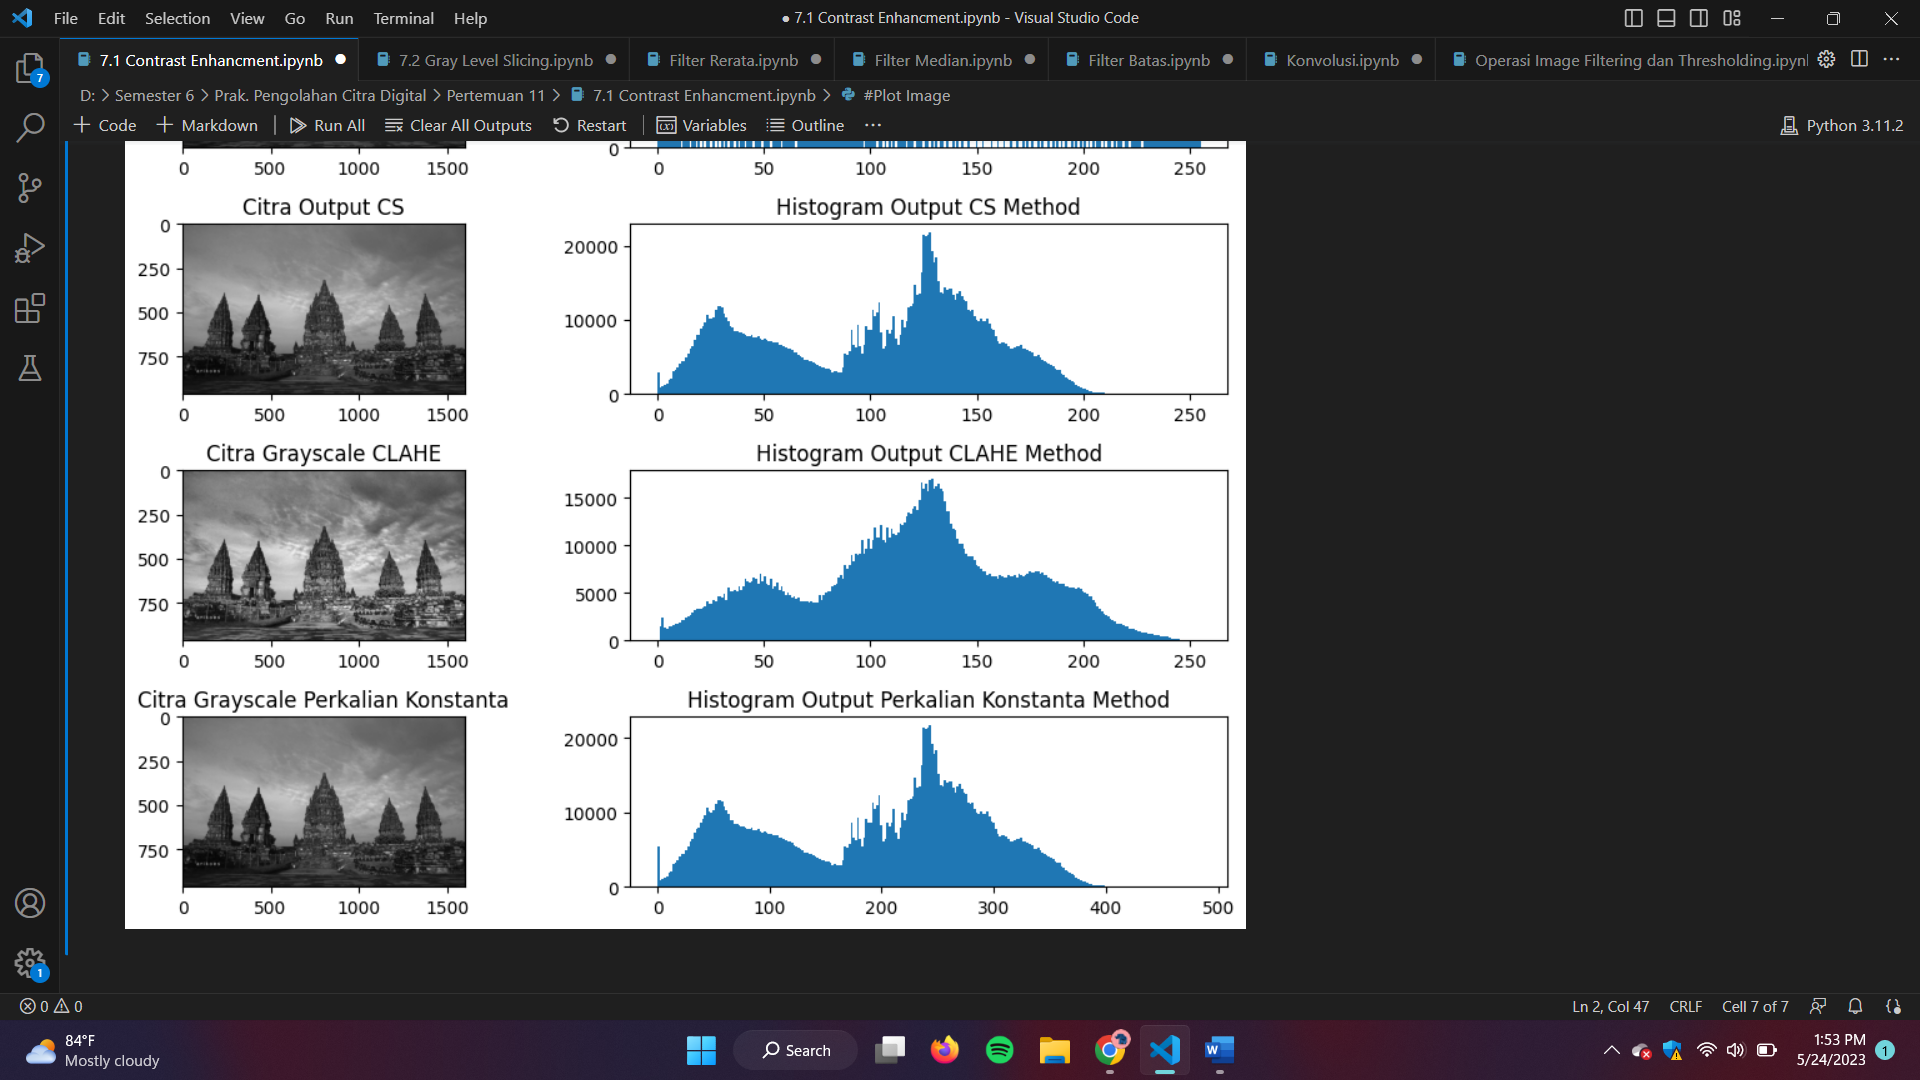 File Edit Selection View Go Run Terminal Help
● 7.1 Contrast Enhancment.ipynb - Visual Studio Code
7.1 Contrast Enhancment.ipynb ● 7.2 Gray Level Slicing.ipynb ● Filter Rerata.ipynb ● Filter Median.ipynb ● Filter Batas.ipynb ● Konvolusi.ipynb ● Operasi Image Filtering dan Thresholding.ipynl
D: > Semester 6 > Prak. Pengolahan Citra Digital > Pertemuan 11 > 7.1 Contrast Enhancment.ipynb > #Plot Image
+ Code + Markdown | Run All Clear All Outputs Restart | Variables Outline ... Python 3.11.2
0
0 500 1000 1500 0 50 100 150 200 250
Citra Output CS
0
250
500
750
0 500 1000 1500
Histogram Output CS Method
20000
10000
0
0 50 100 150 200 250
Citra Grayscale CLAHE
0
250
500
750
0 500 1000 1500
Histogram Output CLAHE Method
15000
10000
5000
0
0 50 100 150 200 250
Citra Grayscale Perkalian Konstanta
0
250
500
750
0 500 1000 1500
Histogram Output Perkalian Konstanta Method
20000
10000
0
0 100 200 300 400 500
7
1
0 0 Ln 2, Col 47 CRLF Cell 7 of 7
84°F
Mostly cloudy
Search
1:53 PM
5/24/2023
1